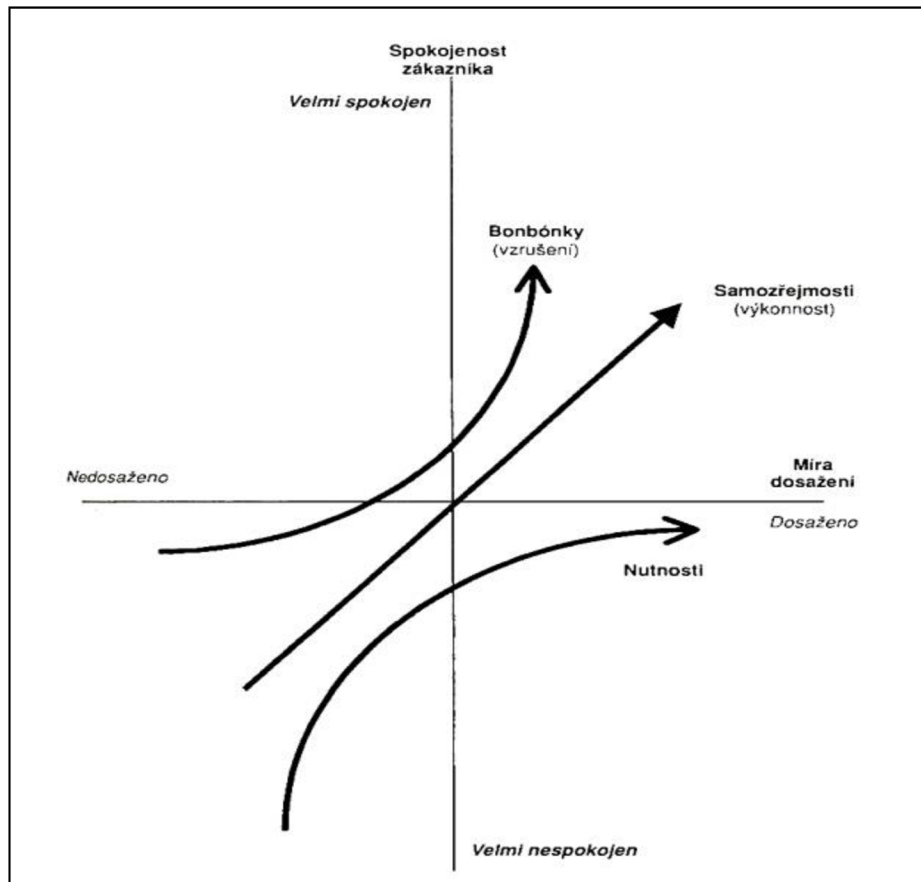 Spokojenost
zákazníka
Velmi spokojen
Bonbónky
(vzrušení)
Samozřejmosti
(výkonnost)
Nedosaženo
Míra
dosažení
Dosaženo
Nutnosti
Velmi nespokojen